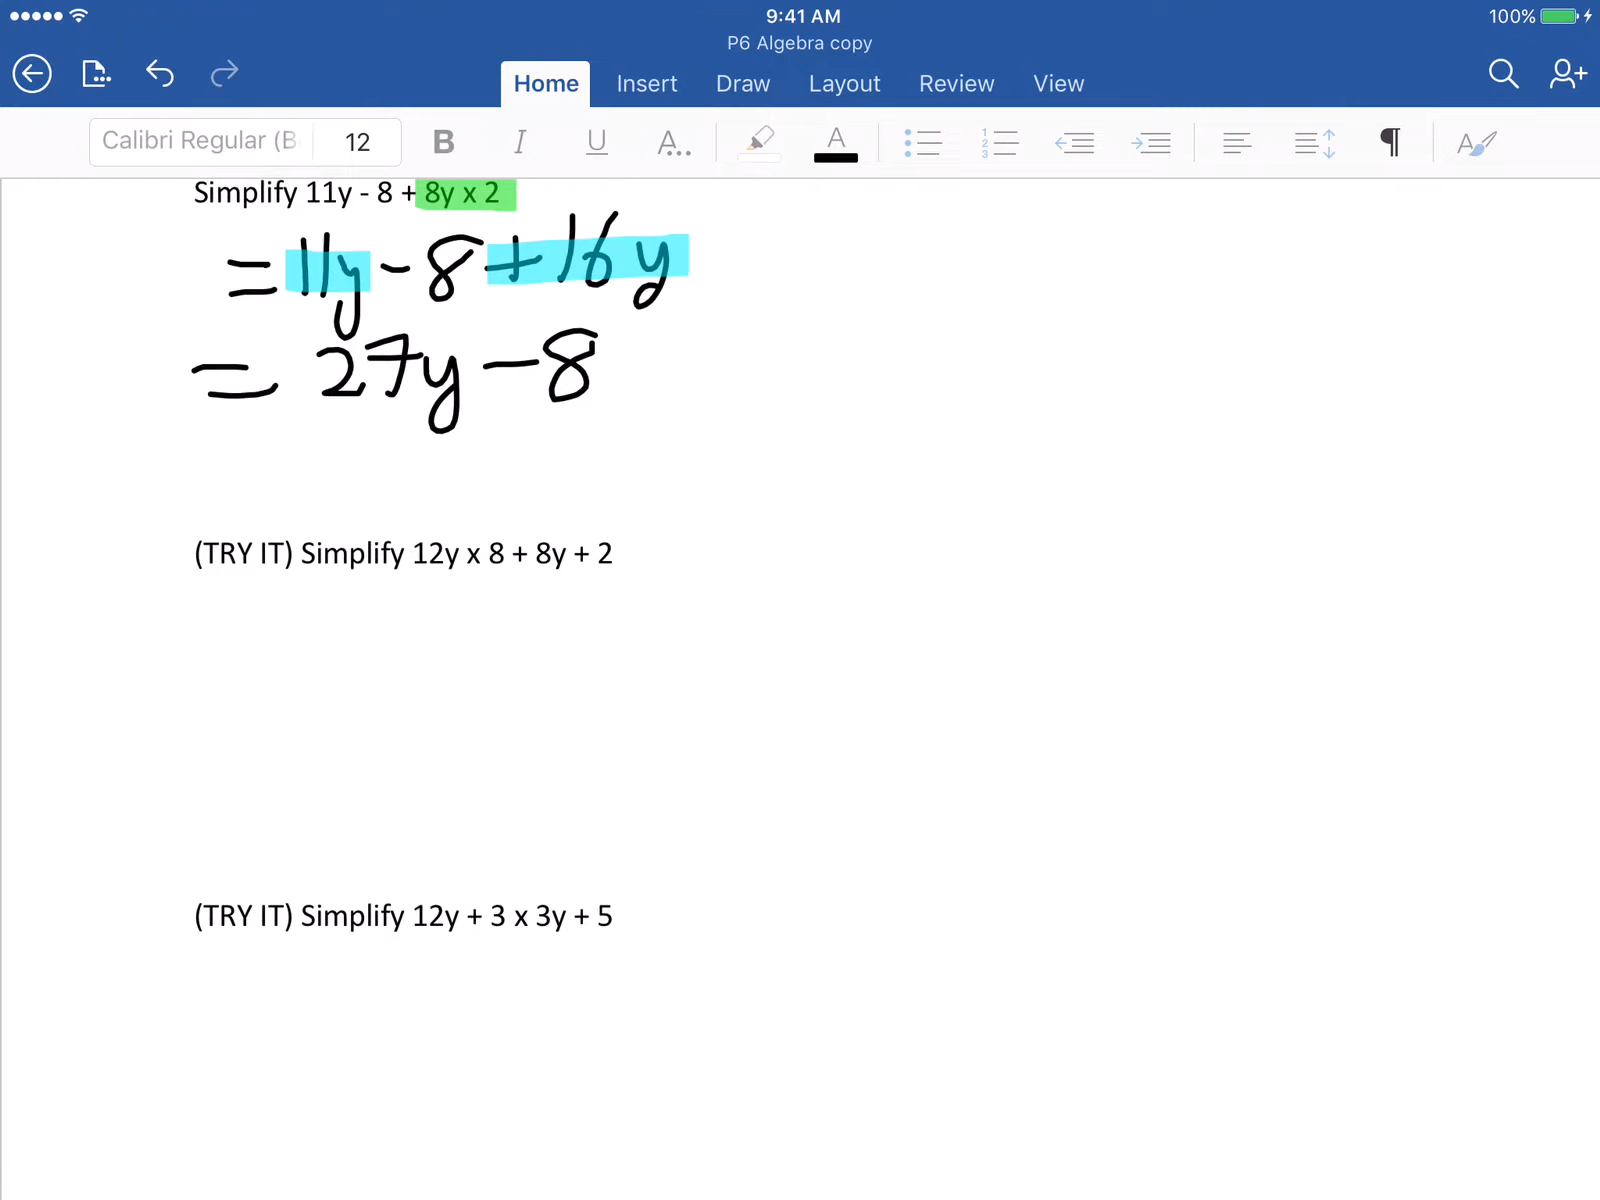 9:41 AM
100%
P6 Algebra copy
Home Insert Draw Layout Review View
Calibri Regular (B 12 B I U A.. A ¶ A
Simplify 11y - 8 + 8y x 2
= 11y - 8 + 16y
= 27y - 8
(TRY IT) Simplify 12y x 8 + 8y + 2
(TRY IT) Simplify 12y + 3 x 3y + 5